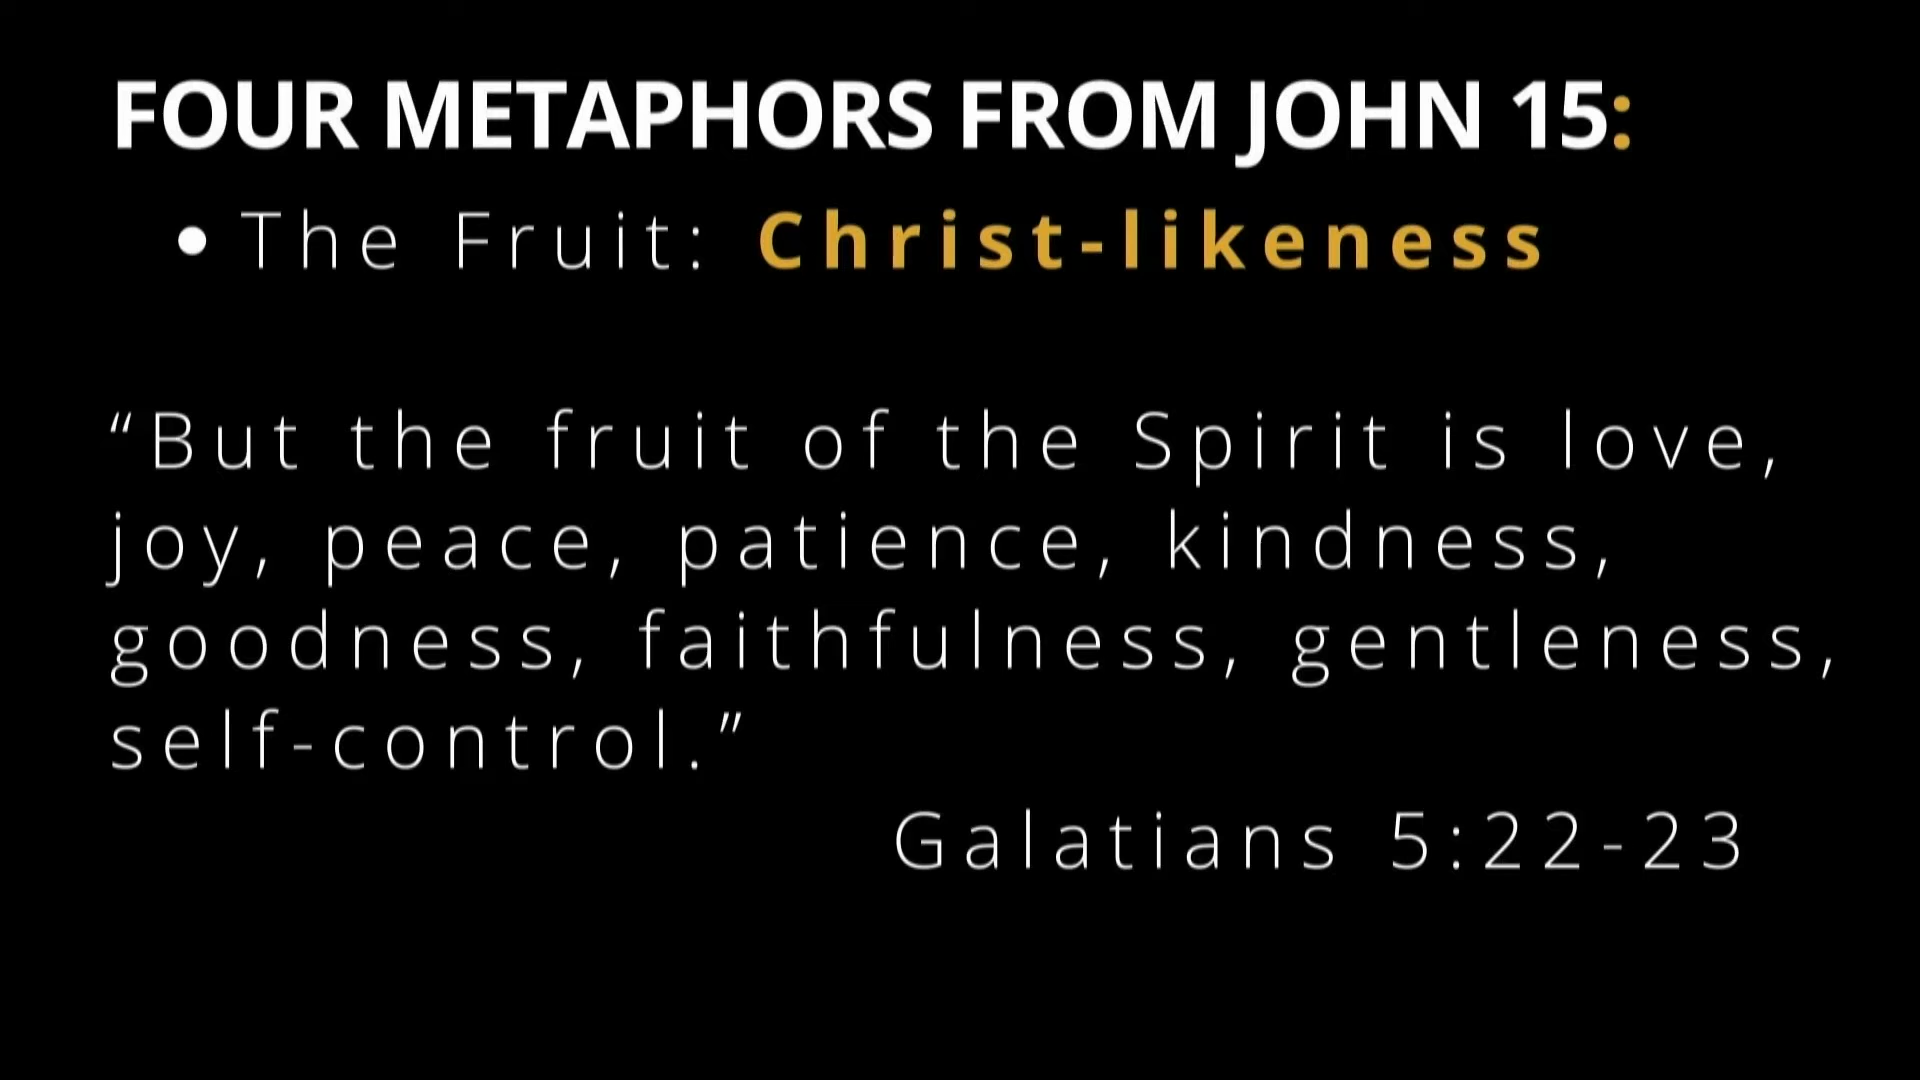 FOUR METAPHORS FROM JOHN 15:
• The Fruit: Christ-likeness
“But the fruit of the Spirit is love,
joy, peace, patience, kindness,
goodness, faithfulness, gentleness,
self-control.”
Galatians 5:22-23